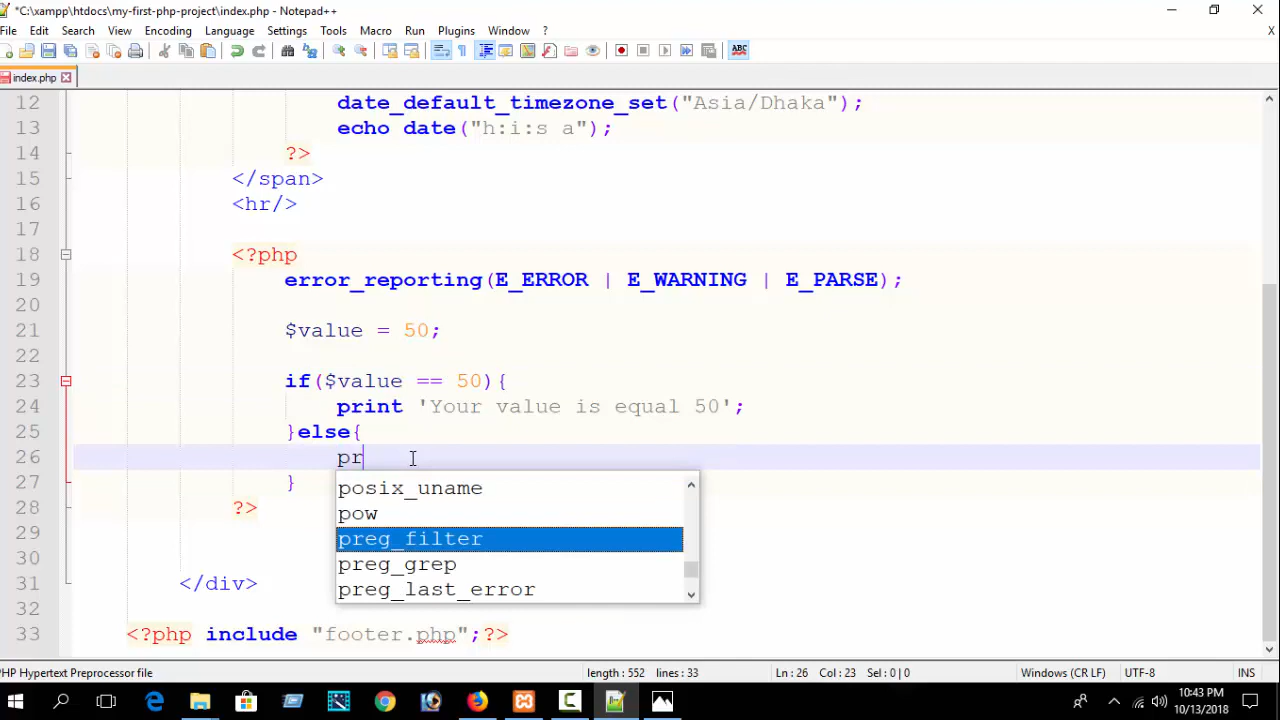 *C:\xampp\htdocs\my-first-php-project\index.php - Notepad++
File Edit Search View Encoding Language Settings Tools Macro Run Plugins Window ? X
ABC
index.php
12 date_default_timezone_set("Asia/Dhaka");
13 echo date("h:i:s a");
14 ?>
15 </span>
16 <hr/>
17
18 <?php
19 error_reporting(E_ERROR | E_WARNING | E_PARSE);
20
21 $value = 50;
22
23 if($value == 50){
24 print 'Your value is equal 50';
25 }else{
26 pr
27 }
28 ?>
29
30
31 </div>
32
33 <?php include "footer.php";?>
posix_uname
pow
preg_filter
preg_grep
preg_last_error
PHP Hypertext Preprocessor file length : 552 lines : 33 Ln : 26 Col : 23 Sel : 0 | 0 Windows (CR LF) UTF-8 INS
10:43 PM
10/13/2018